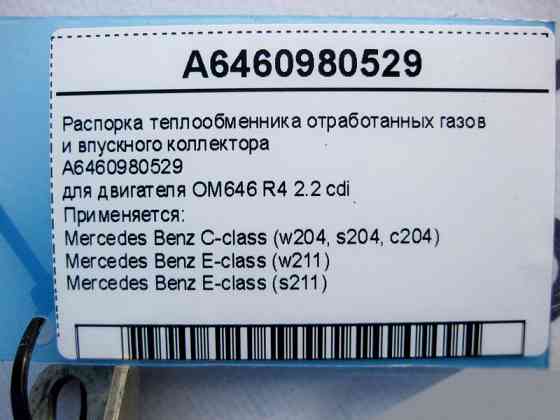 A6460980529
Распорка теплообменника отработанных газов
и впускного коллектора
A6460980529
для двигателя OM646 R4 2.2 cdi
Применяется:
Mercedes Benz C-class (w204, s204, c204)
Mercedes Benz E-class (w211)
Mercedes Benz E-class (s211)